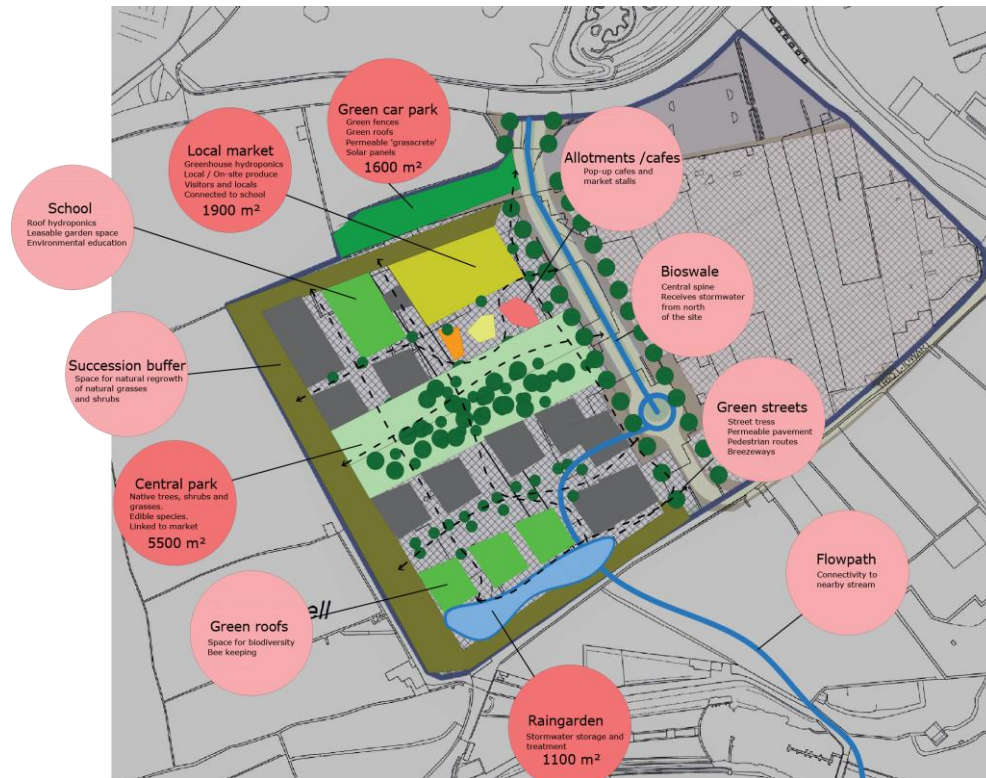 Green car park
Green fences
Green roofs
Permeable 'grasscrete'
Solar panels
1600 m²
Local market
Greenhouse hydroponics
Local / On-site produce
Visitors and locals
Connected to school
1900 m²
Allotments /cafes
Pop-up cafes and
market stalls
School
Roof hydroponics
Leasable garden space
Environmental education
Bioswale
Central spine
Receives stormwater
from north
of the site
Succession buffer
Space for natural regrowth
of natural grasses
and shrubs
Green streets
Street tress
Permeable pavement
Pedestrian routes
Breezeways
Central park
Native trees, shrubs and
grasses.
Edible species.
Linked to market
5500 m²
Flowpath
Connectivity to
nearby stream
Green roofs
Space for biodiversity
Bee keeping
ell
Raingarden
Stormwater storage and
treatment
1100 m²